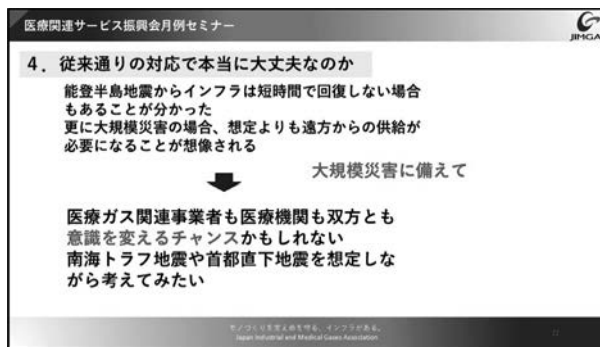 医療関連サービス振興会月例セミナー
JIMGA
4．従来通りの対応で本当に大丈夫なのか
能登半島地震からインフラは短時間で回復しない場合
もあることが分かった
更に大規模災害の場合、想定よりも遠方からの供給が
必要になることが想像される
大規模災害に備えて
医療ガス関連事業者も医療機関も双方とも
意識を変えるチャンスかもしれない
南海トラフ地震や首都直下地震を想定しな
がら考えてみたい
Japan Industrial and Medical Gases Association